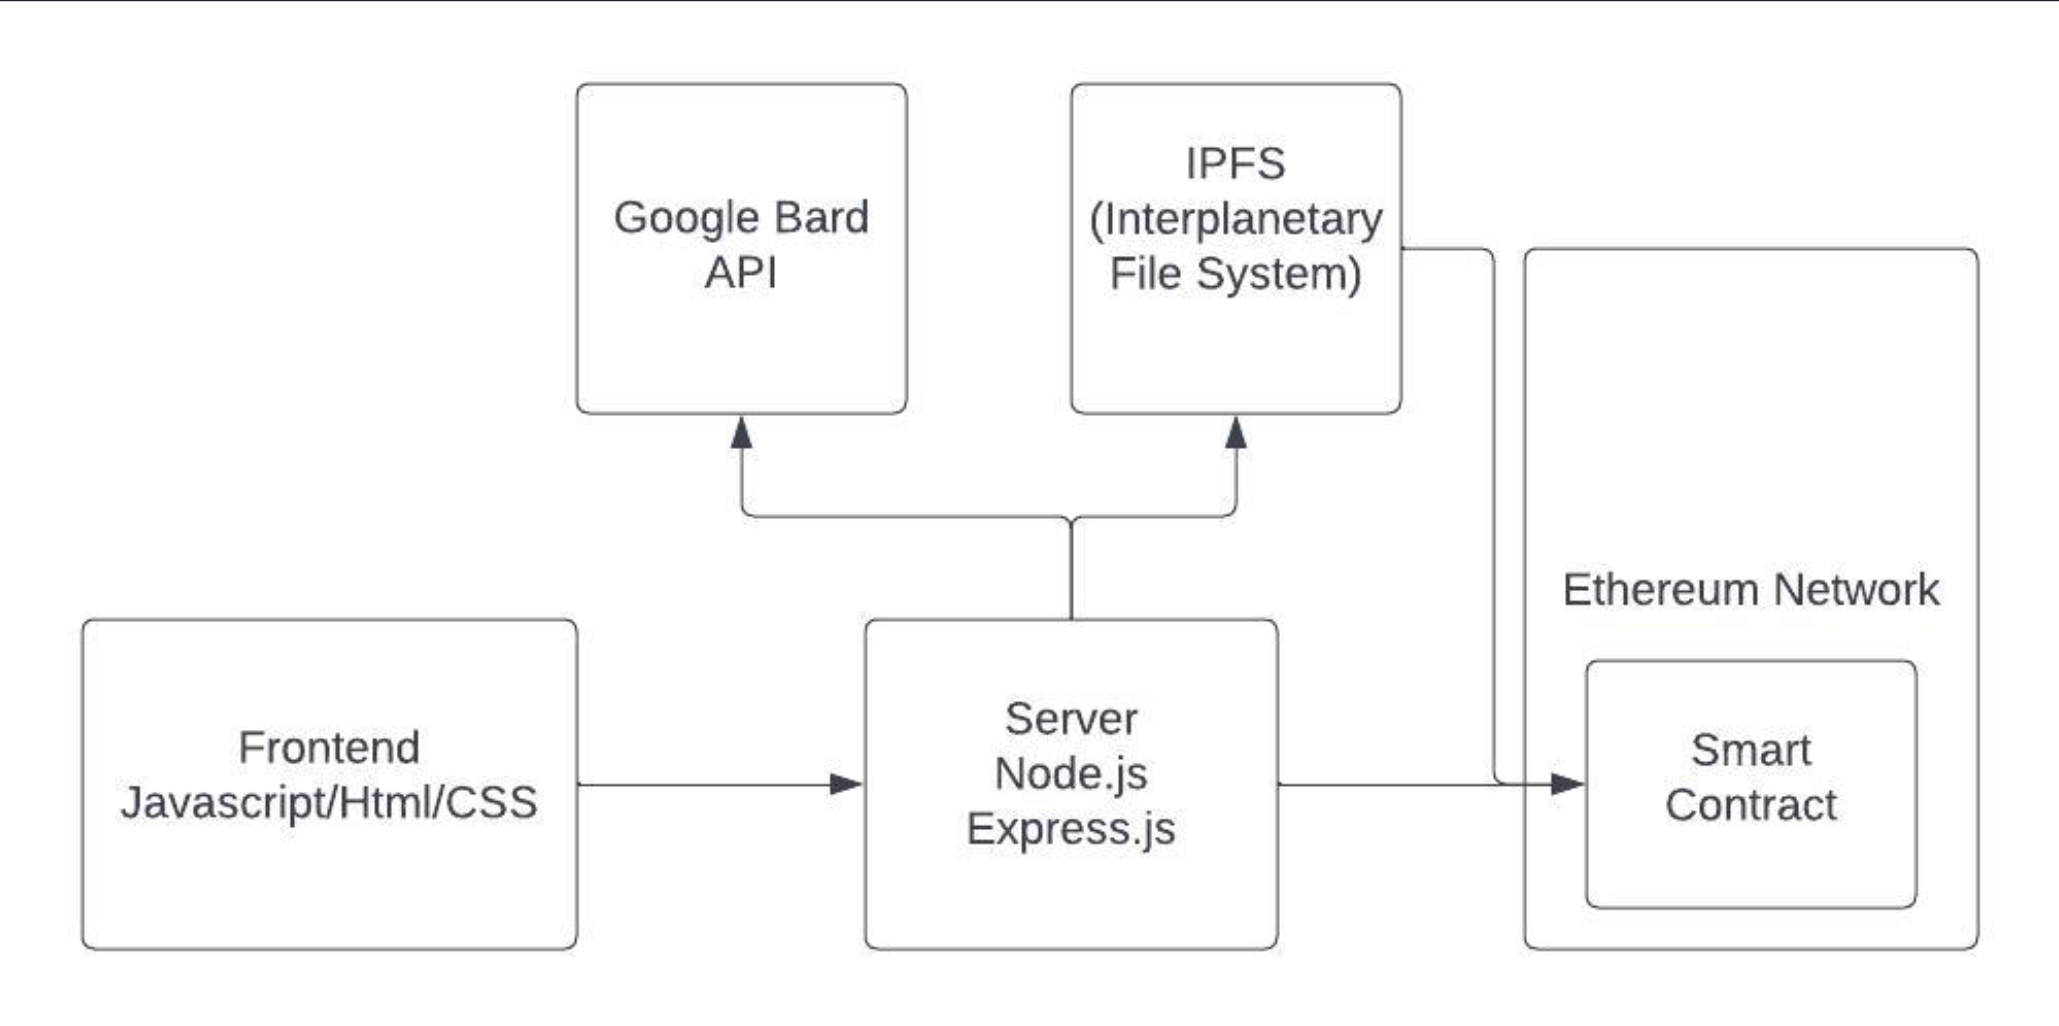 Google Bard
API
IPFS
(Interplanetary
File System)
Ethereum Network
Frontend
Javascript/Html/CSS
Server
Node.js
Express.js
Smart
Contract